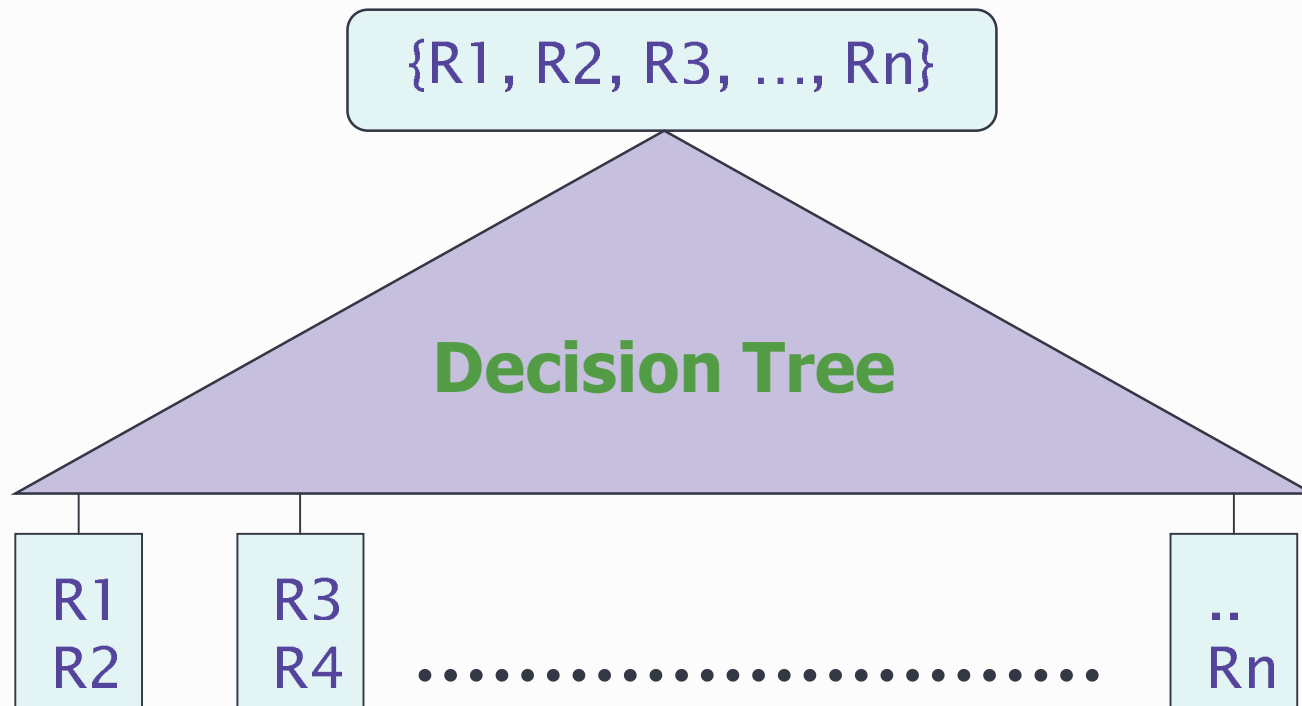 {R1, R2, R3, ..., Rn}
Decision Tree
R1
R2
R3
R4
..
Rn